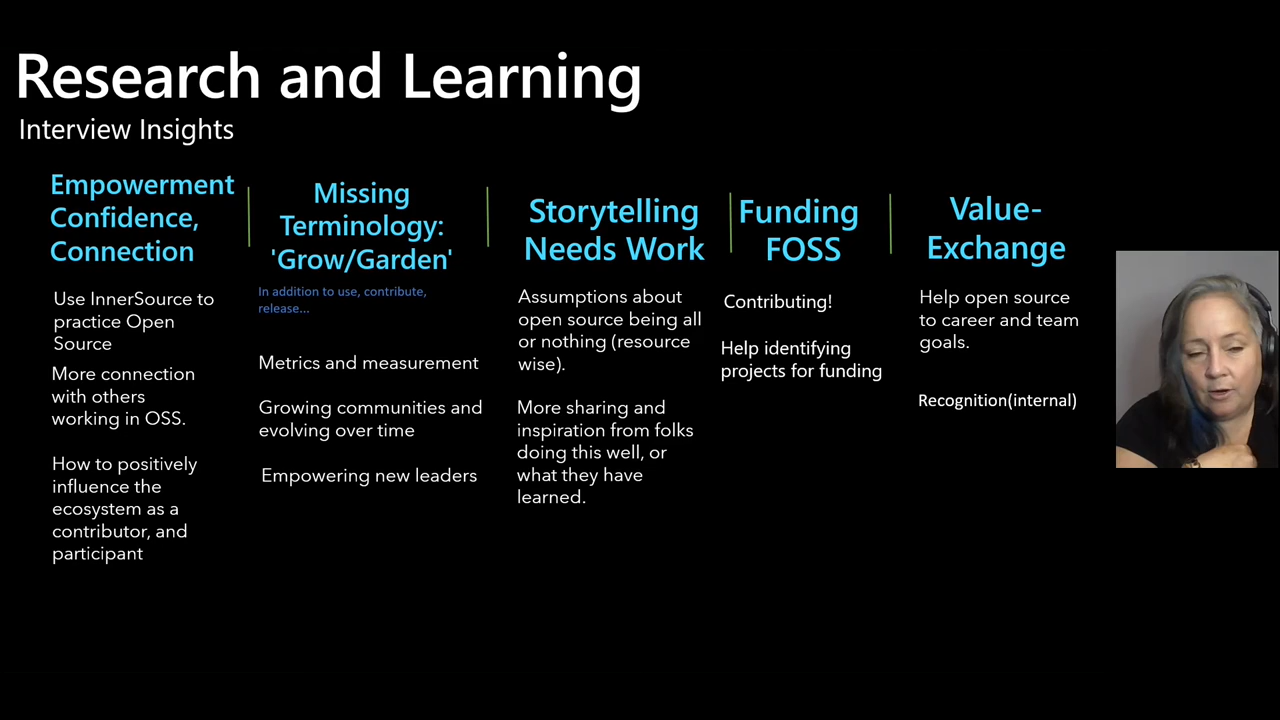 Research and Learning
Interview Insights
Empowerment
Confidence,
Connection
Use InnerSource to
practice Open
Source
More connection
with others
working in OSS.
How to positively
influence the
ecosystem as a
contributor, and
participant
Missing
Terminology:
'Grow/Garden'
In addition to use, contribute,
release...
Metrics and measurement
Growing communities and
evolving over time
Empowering new leaders
Storytelling
Needs Work
Assumptions about
open source being all
or nothing (resource
wise).
More sharing and
inspiration from folks
doing this well, or
what they have
learned.
Funding
FOSS
Contributing!
Help identifying
projects for funding
Value-
Exchange
Help open source
to career and team
goals.
Recognition(internal)